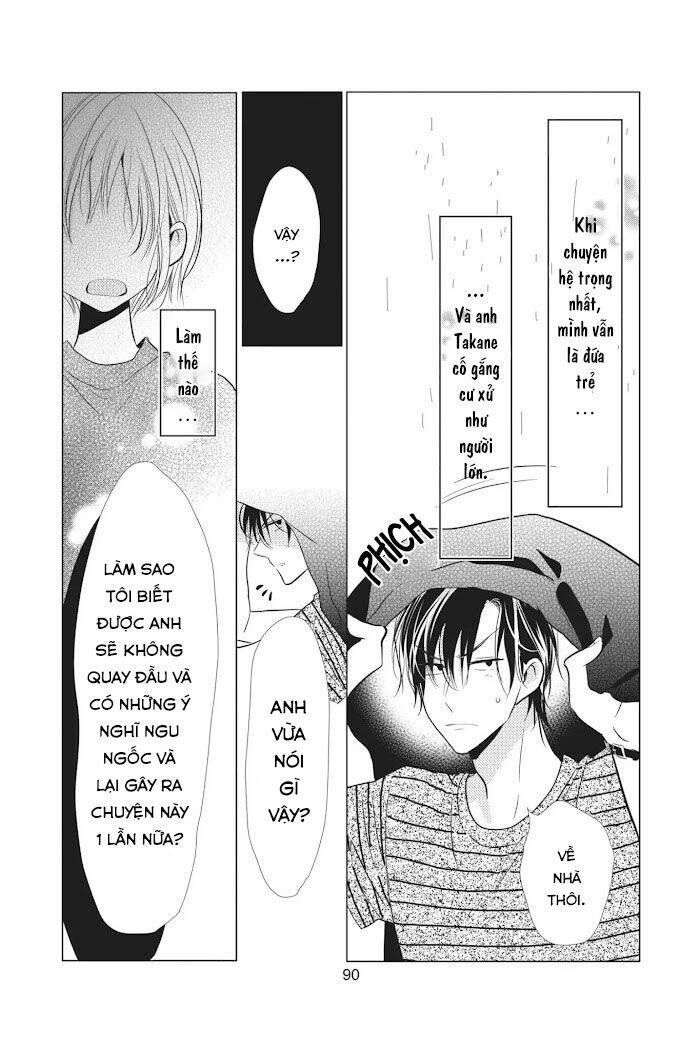 Khi
chuyện
hệ trọng
nhất,
mình vẫn
là đứa
trẻ
...
...
Và anh
Takane
cố gắng
cư xử
như
người
lớn.
PHỊCH
VỀ
NHÀ
THÔI.
VẬY
...?
ANH
VỪA
NÓI
GÌ
VẬY?
Làm
thế
nào
...
LÀM SAO
TÔI BIẾT
ĐƯỢC ANH
SẼ KHÔNG
QUAY ĐẦU VÀ
CÓ NHỮNG Ý
NGHĨ NGU
NGỐC VÀ
LẠI GÂY RA
CHUYỆN NÀY
1 LẦN NỮA?
90